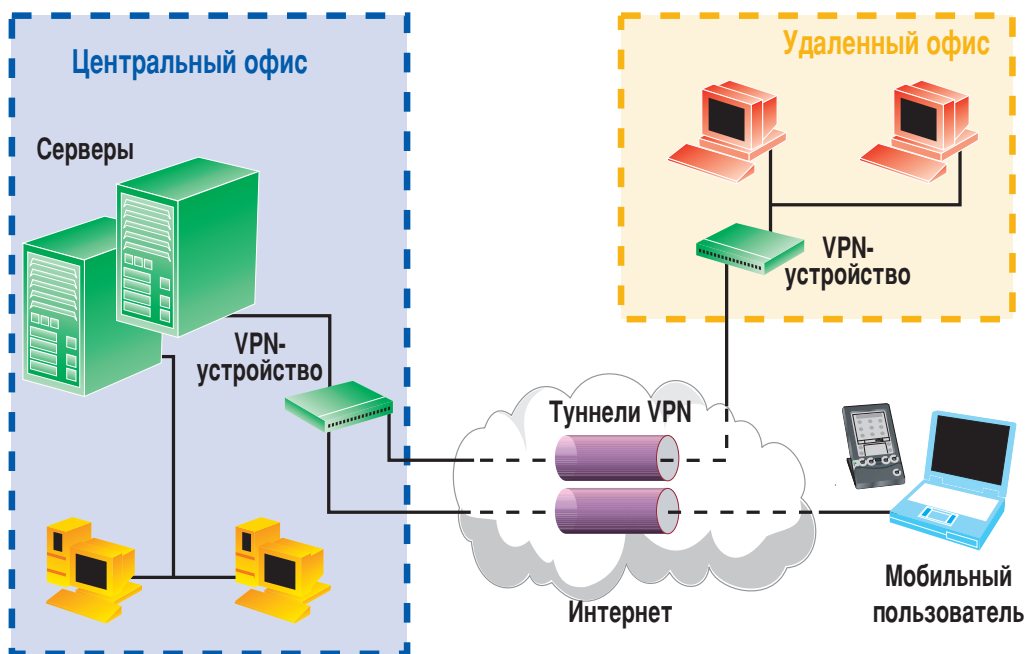 Центральный офис
Удаленный офис
Серверы
VPN-
устройство
VPN-
устройство
Туннели VPN
Интернет
Мобильный
пользователь